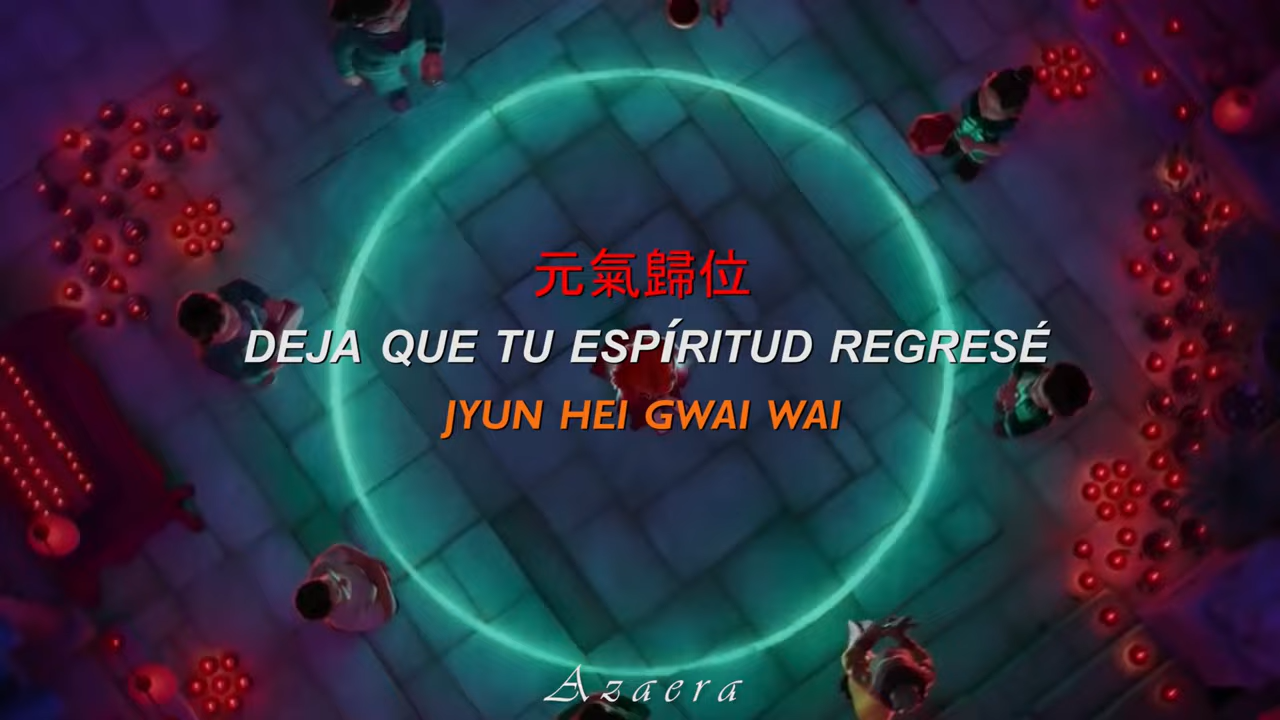 元氣歸位
DEJA QUE TU ESPÍRITUD REGRESÉ
JYUN HEI GWAI WAI
Azaera